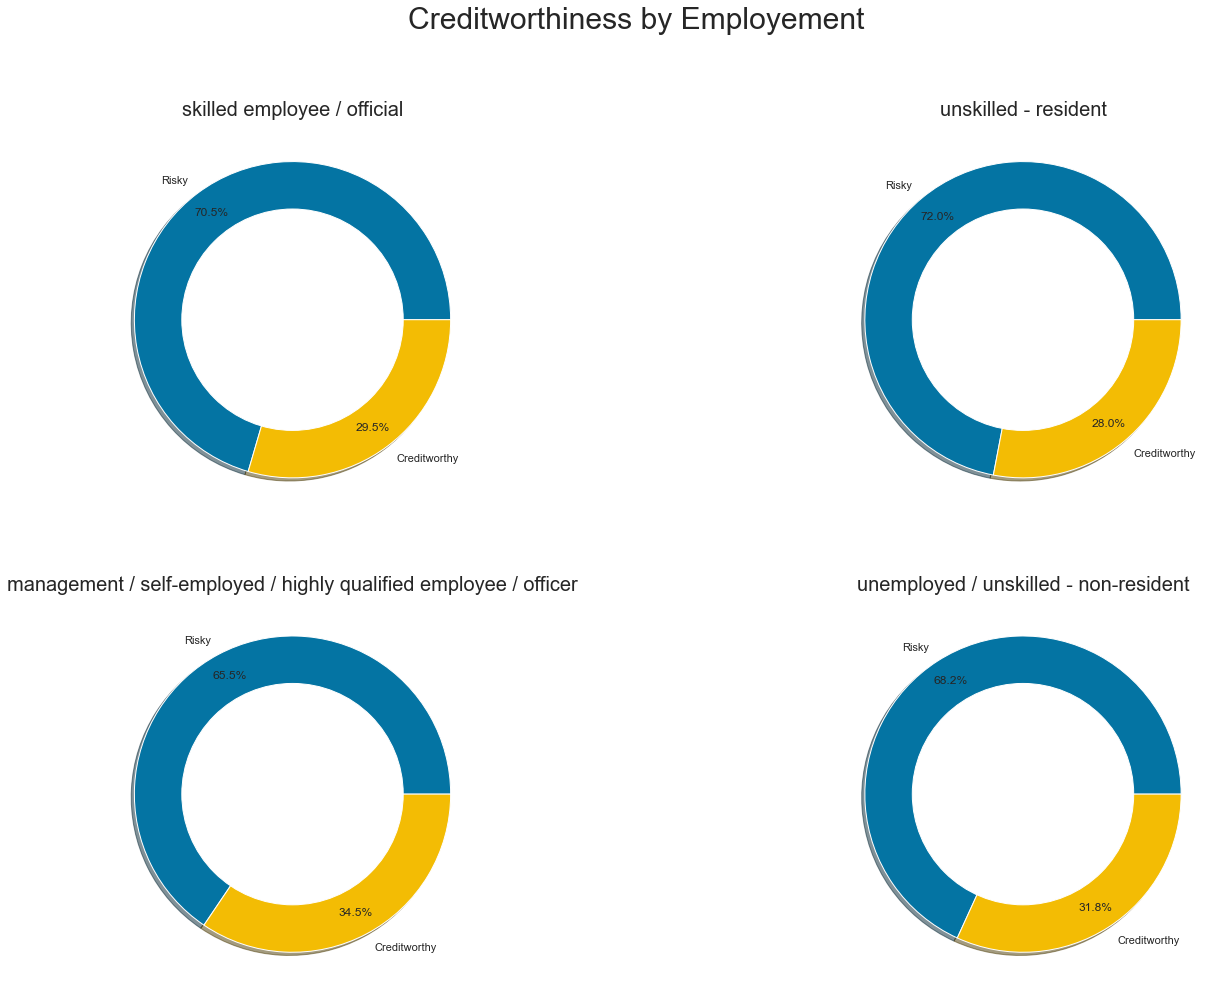 Creditworthiness by Employement
skilled employee / official
Risky
70.5%
29.5%
Creditworthy
unskilled - resident
Risky
72.0%
28.0%
Creditworthy
management / self-employed / highly qualified employee / officer
Risky
65.5%
34.5%
Creditworthy
unemployed / unskilled - non-resident
Risky
68.2%
31.8%
Creditworthy